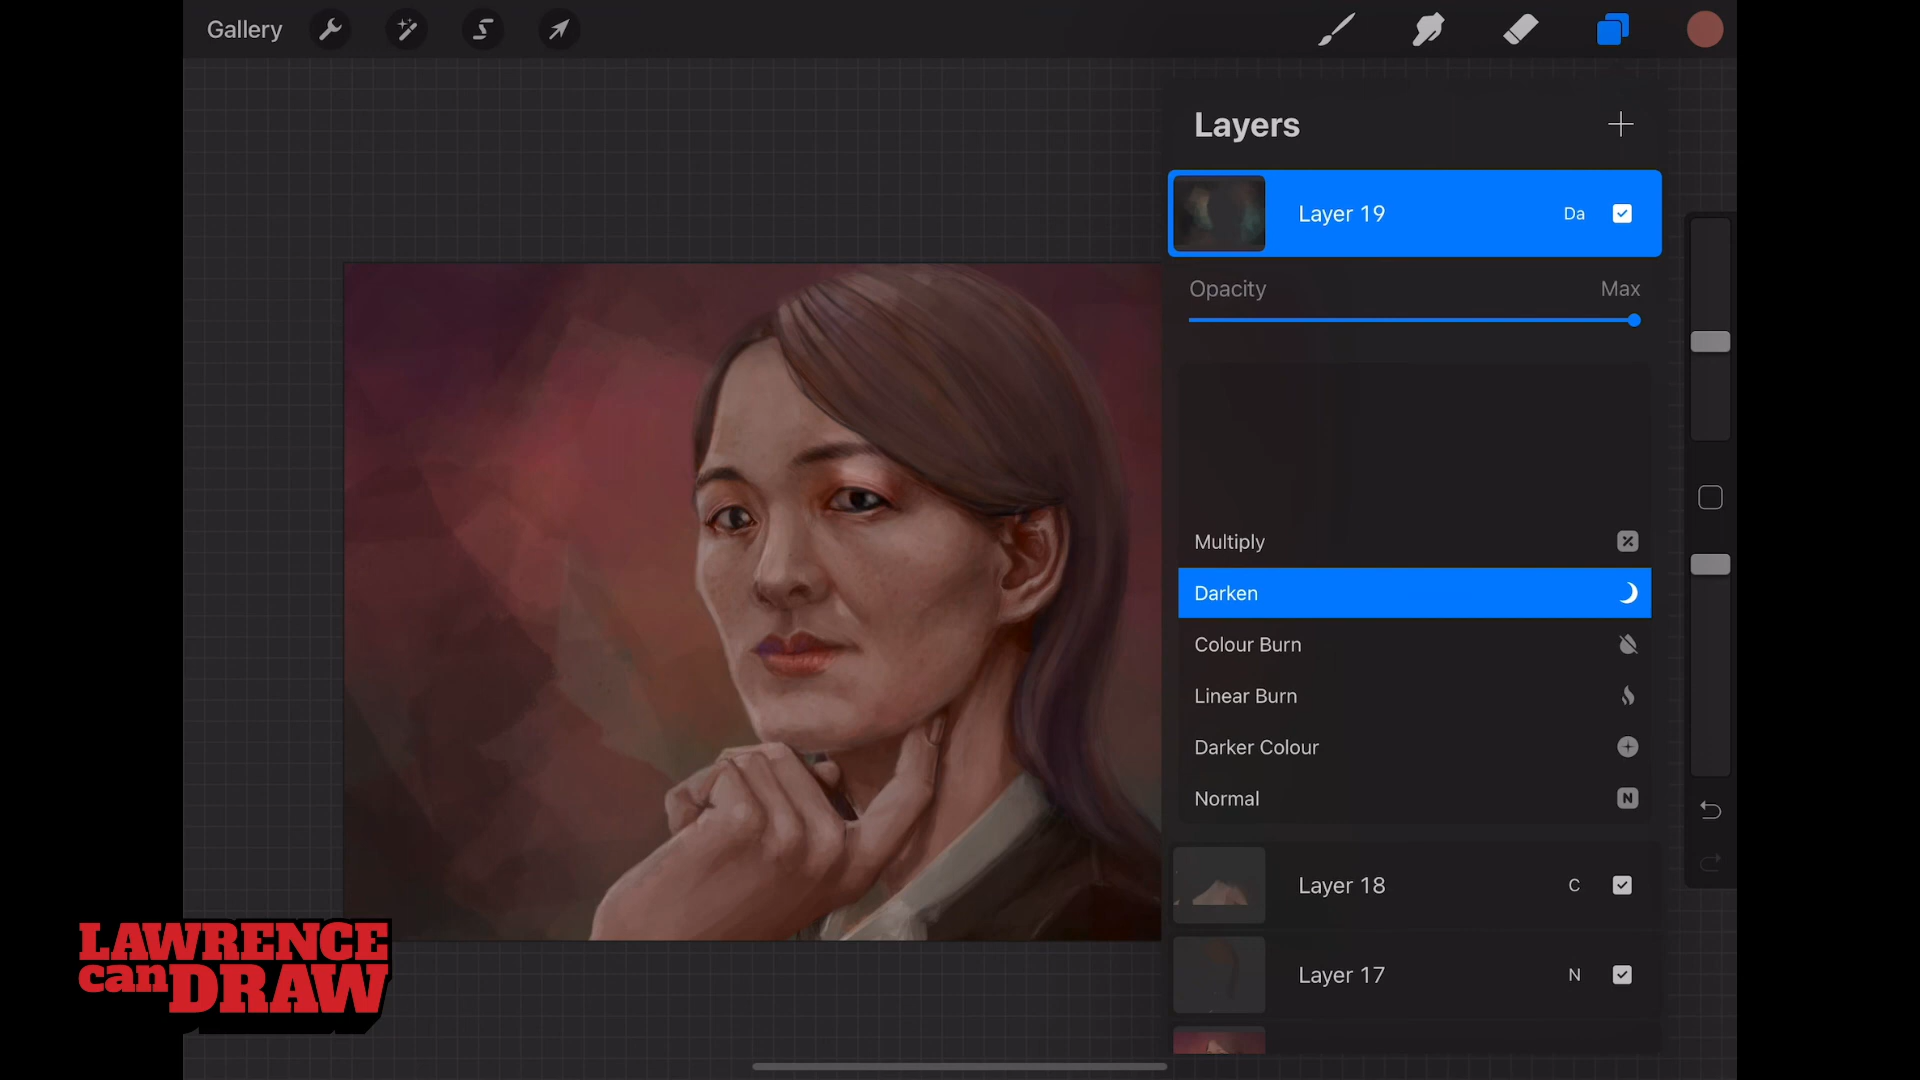 Gallery
Layers
Layer 19 Da
Opacity Max
Multiply
Darken
Colour Burn
Linear Burn
Darker Colour
Normal N
Layer 18 C
Layer 17 N
LAWRENCE
can DRAW